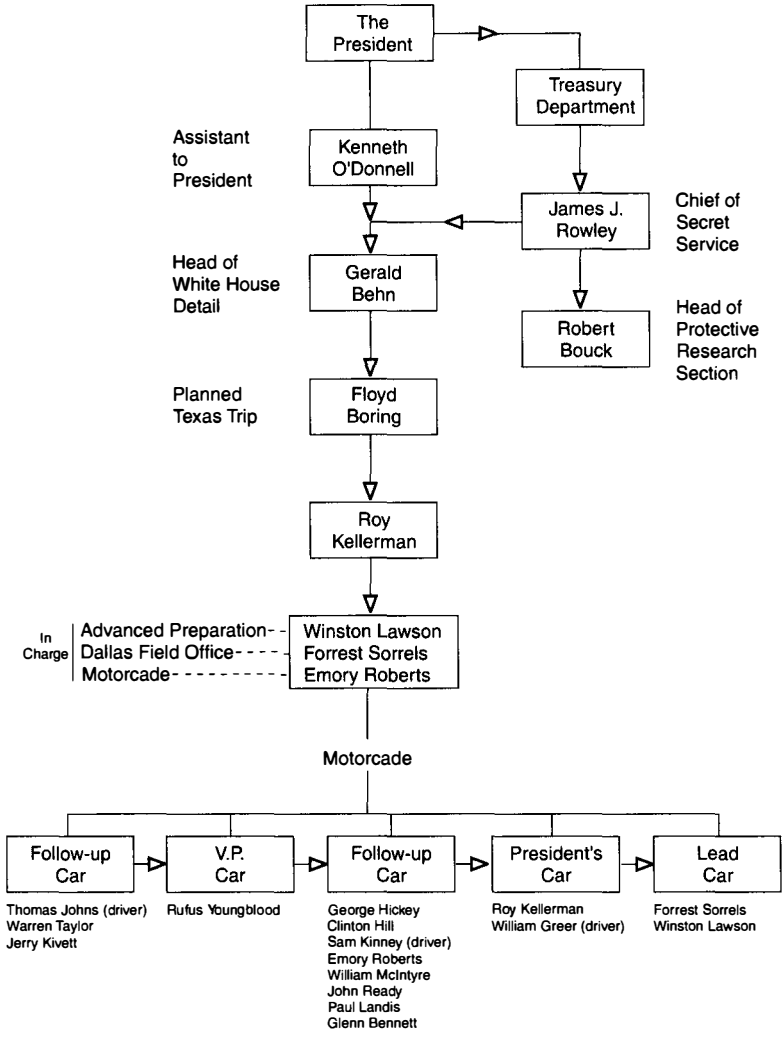 The
President
Treasury
Department
Assistant
to
President
Kenneth
O'Donnell
James J.
Rowley
Chief of
Secret
Service
Head of
White House
Detail
Gerald
Behn
Robert
Bouck
Head of
Protective
Research
Section
Planned
Texas Trip
Floyd
Boring
Roy
Kellerman
In
Charge
Advanced Preparation
Dallas Field Office
Motorcade
Winston Lawson
Forrest Sorrels
Emory Roberts
Motorcade
Follow-up
Car
V.P.
Car
Follow-up
Car
President's
Car
Lead
Car
Thomas Johns (driver)
Warren Taylor
Jerry Kivett
Rufus Youngblood
George Hickey
Clinton Hill
Sam Kinney (driver)
Emory Roberts
William McIntyre
John Ready
Paul Landis
Glenn Bennett
Roy Kellerman
William Greer (driver)
Forrest Sorrels
Winston Lawson